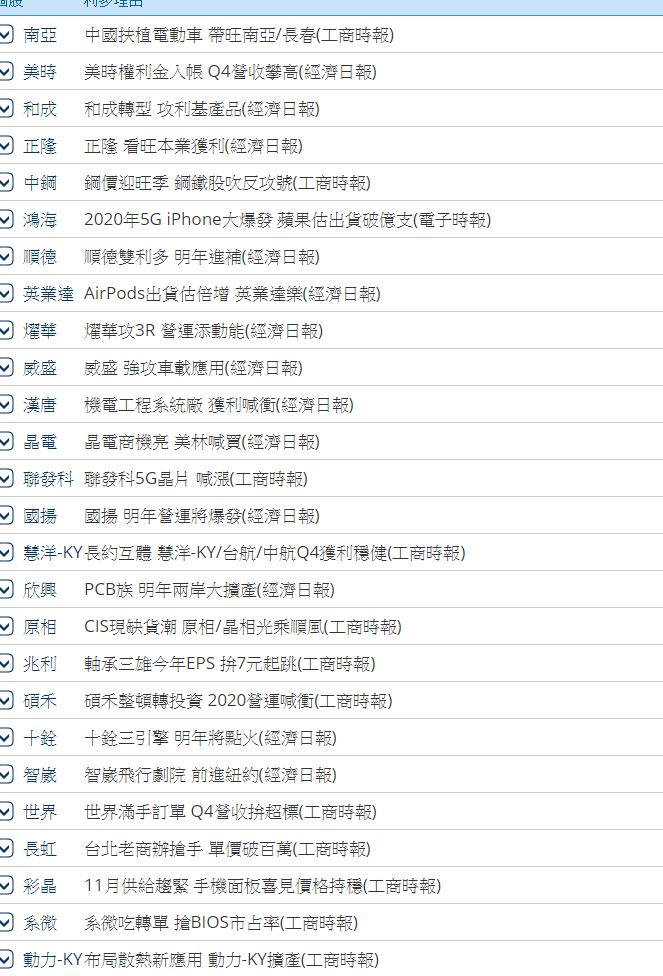 個股 利多理由
南亞 中國扶植電動車 帶旺南亞/長春(工商時報)
美時 美時權利金入帳 Q4營收攀高(經濟日報)
和成 和成轉型 攻利基產品(經濟日報)
正隆 正隆 看旺本業獲利(經濟日報)
中鋼 鋼價迎旺季 鋼鐵股吹反攻號(工商時報)
鴻海 2020年5G iPhone大爆發 蘋果估出貨破億支(電子時報)
順德 順德雙利多 明年進補(經濟日報)
英業達 AirPods出貨估倍增 英業達樂(經濟日報)
燿華 燿華攻3R 營運添動能(經濟日報)
威盛 威盛 強攻車載應用(經濟日報)
漢唐 機電工程系統廠 獲利喊衝(經濟日報)
晶電 晶電商機亮 美林喊買(經濟日報)
聯發科 聯發科5G晶片 喊漲(工商時報)
國揚 國揚 明年營運將爆發(經濟日報)
慧洋-KY 長約互體 慧洋-KY/台航/中航Q4獲利穩健(工商時報)
欣興 PCB族 明年兩岸大擴產(經濟日報)
原相 CIS現缺貨潮 原相/晶相光乘順風(工商時報)
兆利 軸承三雄今年EPS 拚7元起跳(工商時報)
碩禾 碩禾整頓轉投資 2020營運喊衝(工商時報)
十銓 十銓三引擎 明年將點火(經濟日報)
智崴 智崴飛行劇院 前進紐約(經濟日報)
世界 世界滿手訂單 Q4營收拚超標(工商時報)
長虹 台北老商辦搶手 單價破百萬(工商時報)
彩晶 11月供給趨緊 手機面板喜見價格持穩(工商時報)
系微 系微吃轉單 搶BIOS市占率(工商時報)
動力-KY 布局散熱新應用 動力-KY擴產(工商時報)